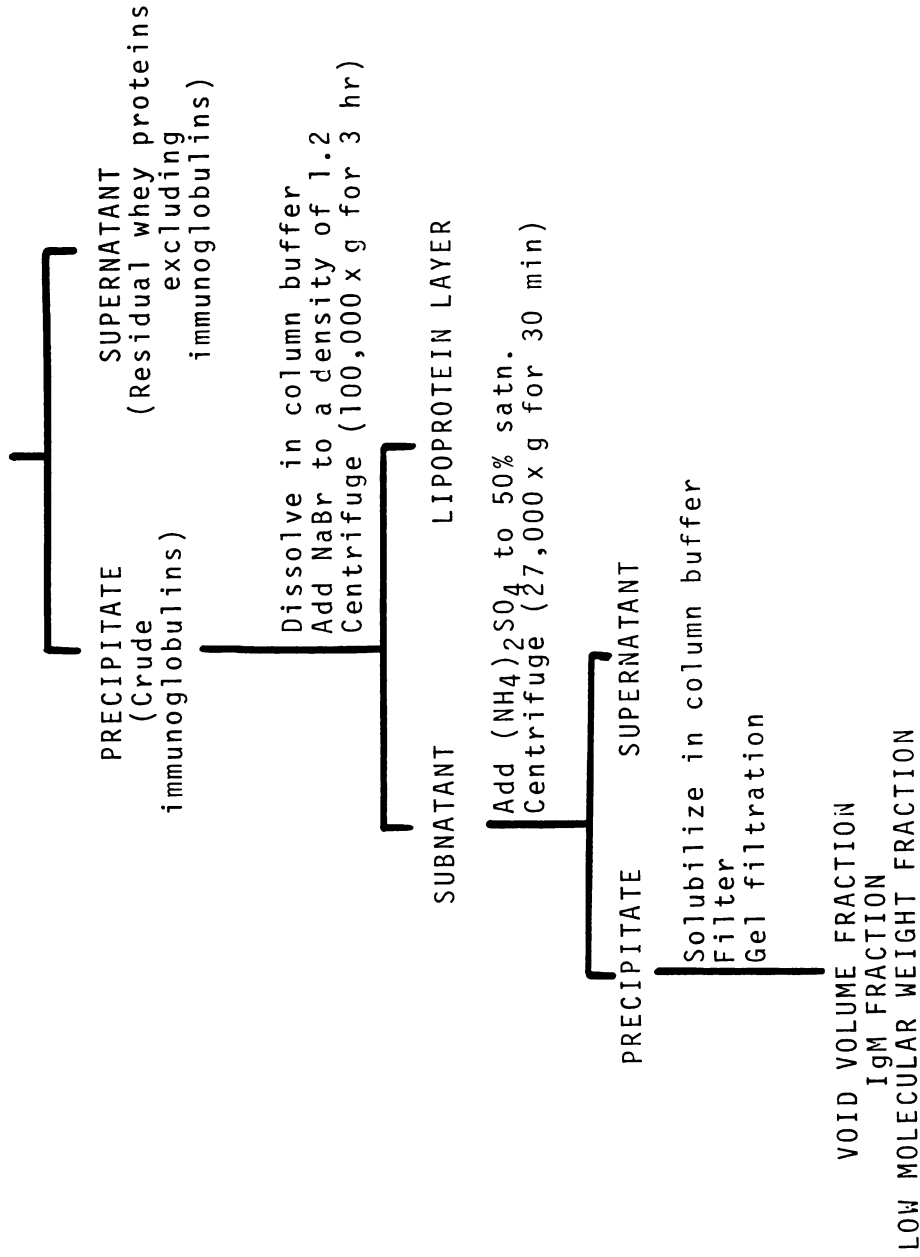 PRECIPITATE
(Crude
immunoglobulins)
SUPERNATANT
(Residual whey proteins
excluding
immunoglobulins)
Dissolve in column buffer
Add NaBr to a density of 1.2
Centrifuge (100,000 x g for 3 hr)
SUBNATANT
LIPOPROTEIN LAYER
Add (NH4)2SO4 to 50% satn.
Centrifuge (27,000 x g for 30 min)
PRECIPITATE
SUPERNATANT
Solubilize in column buffer
Filter
Gel filtration
VOID VOLUME FRACTION
IgM FRACTION
LOW MOLECULAR WEIGHT FRACTION